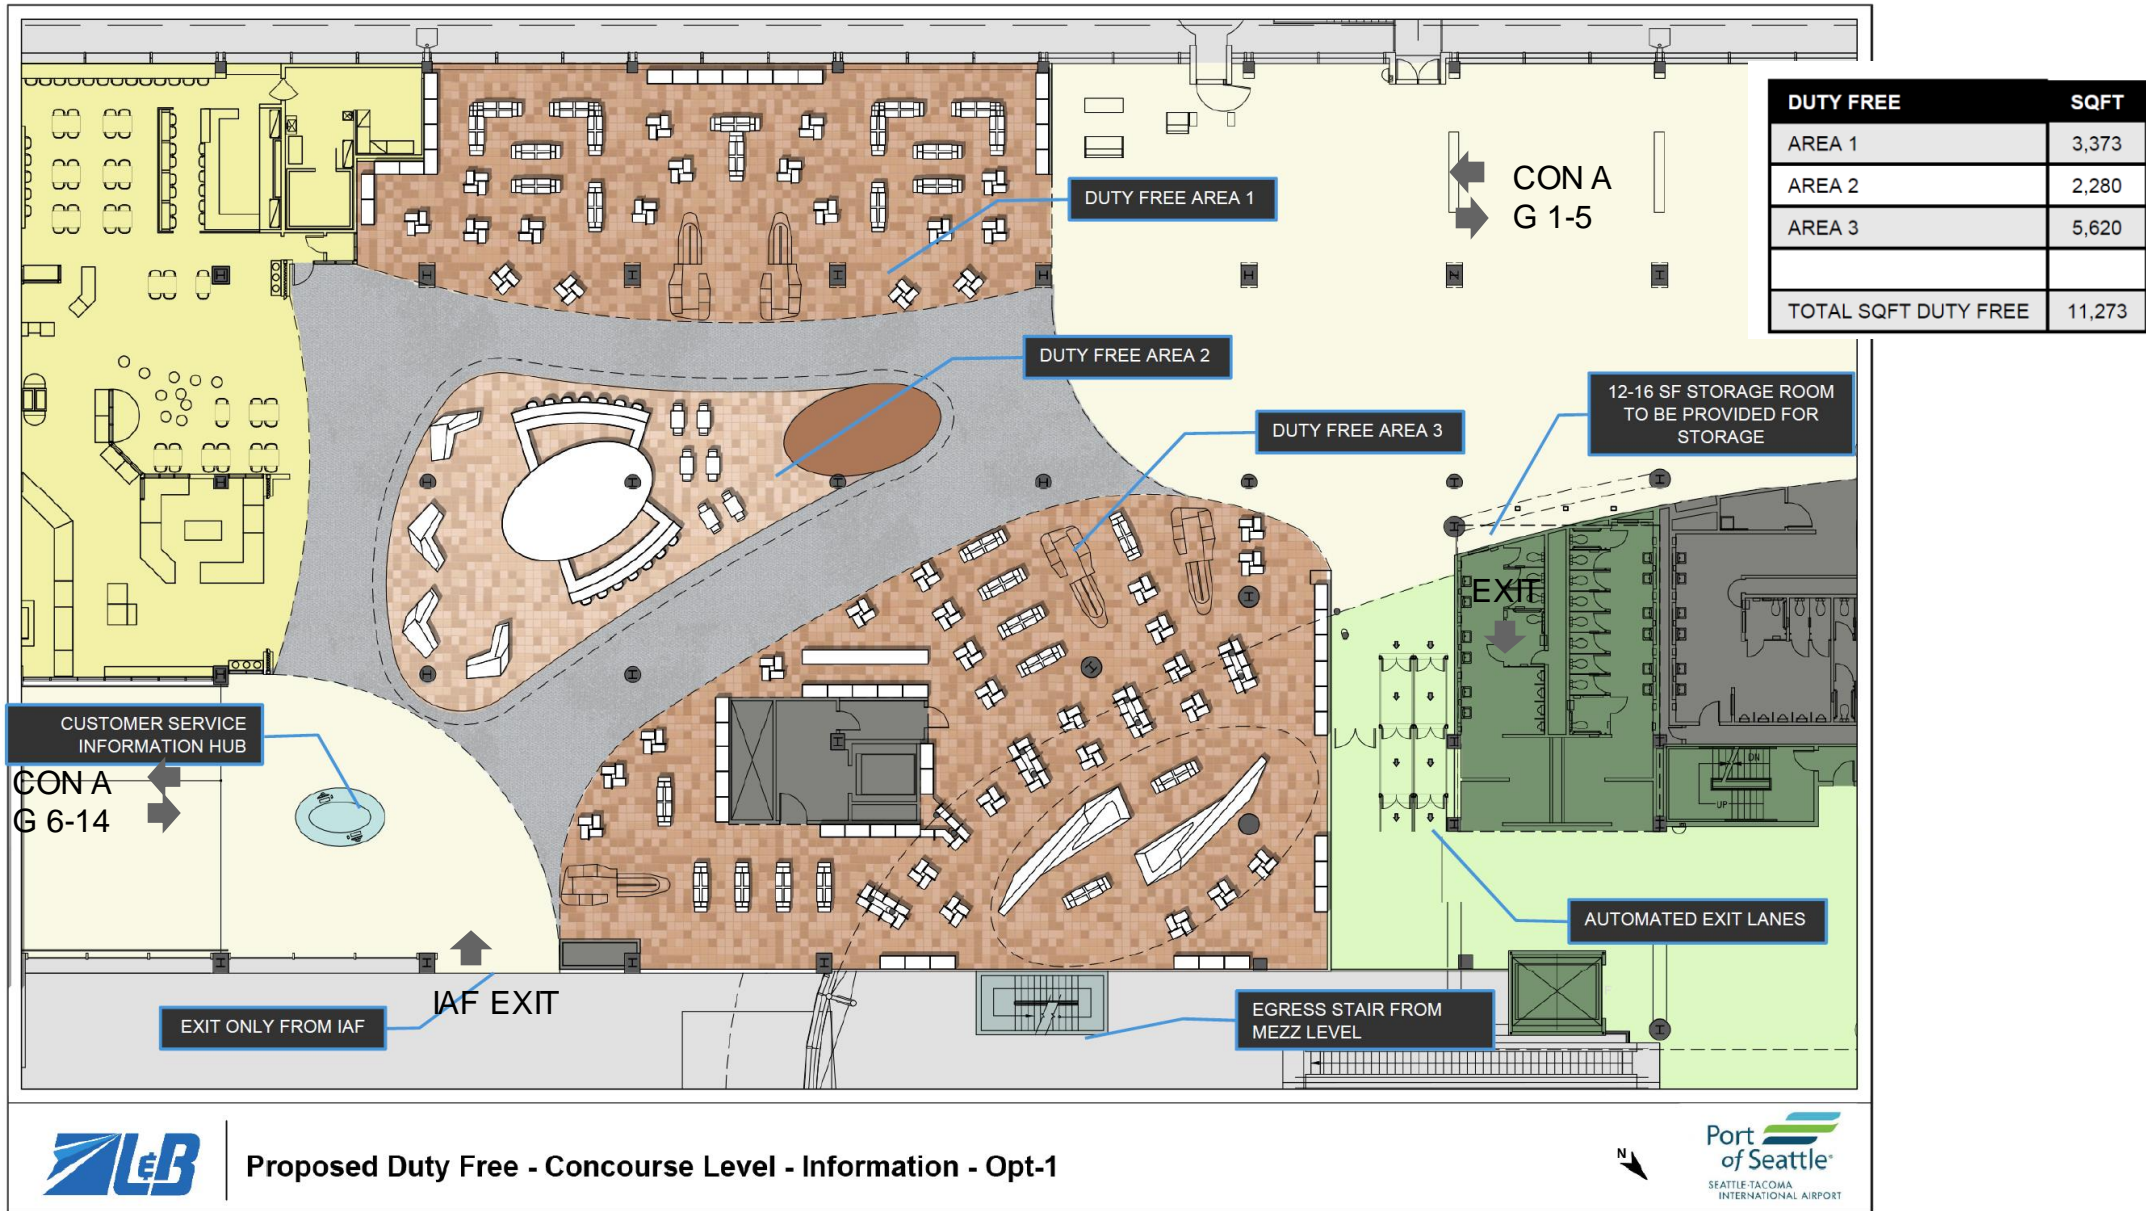 DUTY FREE SQFT
AREA 1 3,373
AREA 2 2,280
AREA 3 5,620
TOTAL SQFT DUTY FREE 11,273
CON A
G 1-5
DUTY FREE AREA 1
DUTY FREE AREA 2
12-16 SF STORAGE ROOM
TO BE PROVIDED FOR
STORAGE
DUTY FREE AREA 3
EXIT
CUSTOMER SERVICE
INFORMATION HUB
CON A
G 6-14
DN
UP
AUTOMATED EXIT LANES
IAF EXIT
EXIT ONLY FROM IAF
EGRESS STAIR FROM
MEZZ LEVEL
L&B
Proposed Duty Free - Concourse Level - Information - Opt-1
N
Port
of Seattle
SEATTLE-TACOMA
INTERNATIONAL AIRPORT